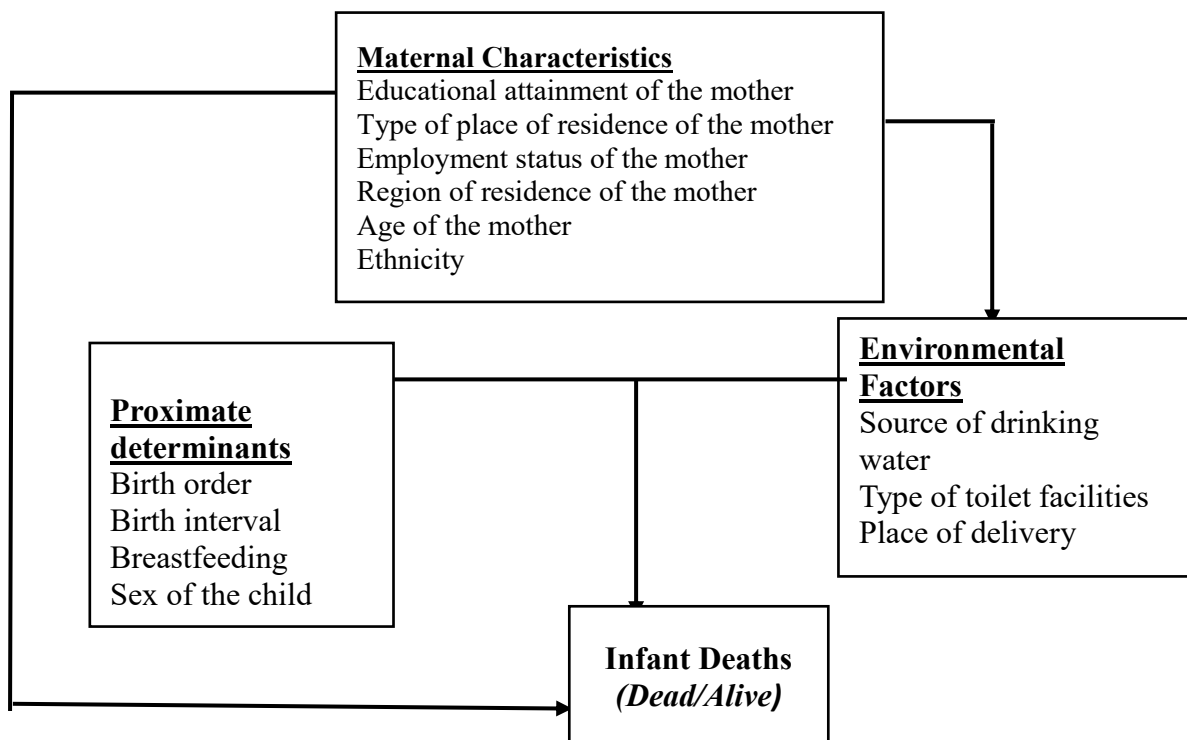 Maternal Characteristics
Educational attainment of the mother
Type of place of residence of the mother
Employment status of the mother
Region of residence of the mother
Age of the mother
Ethnicity
Proximate
determinants
Birth order
Birth interval
Breastfeeding
Sex of the child
Environmental
Factors
Source of drinking
water
Type of toilet facilities
Place of delivery
Infant Deaths
(Dead/Alive)